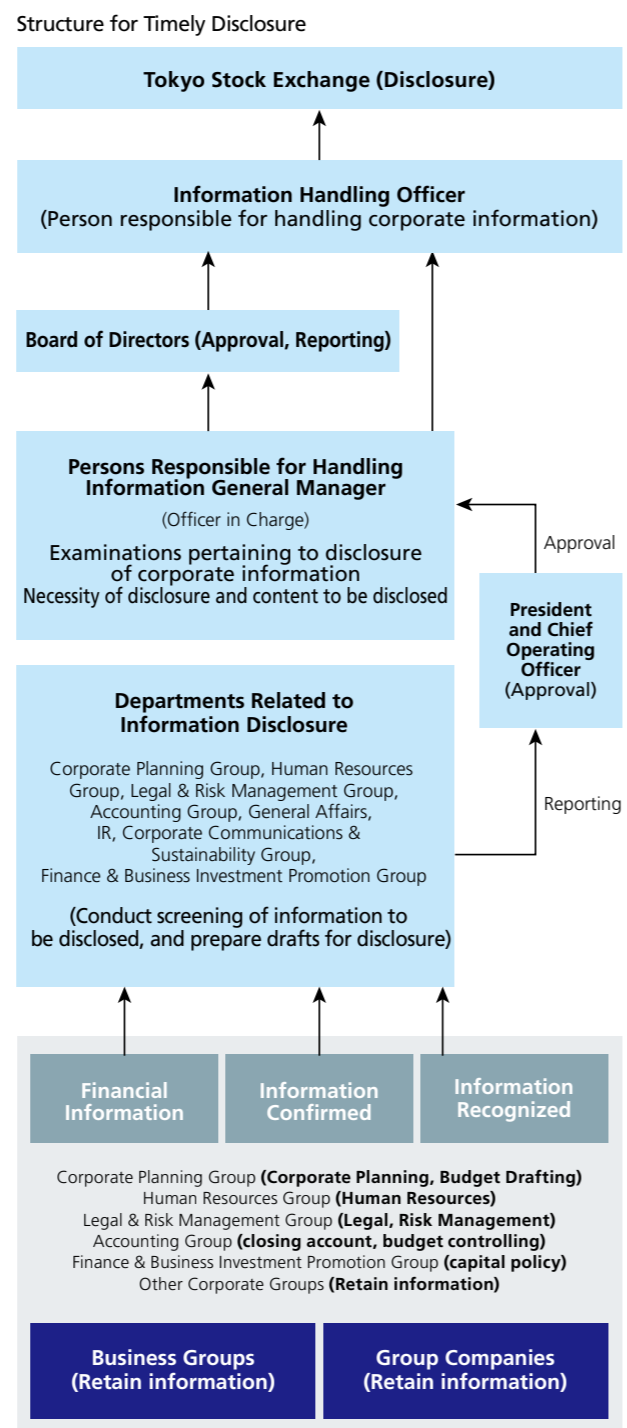 Structure for Timely Disclosure
Tokyo Stock Exchange (Disclosure)
Information Handling Officer
(Person responsible for handling corporate information)
Board of Directors (Approval, Reporting)
Persons Responsible for Handling
Information General Manager
(Officer in Charge)
Examinations pertaining to disclosure
of corporate information
Necessity of disclosure and content to be disclosed
Approval
President
and Chief
Operating
Officer
(Approval)
Reporting
Departments Related to
Information Disclosure
Corporate Planning Group, Human Resources
Group, Legal & Risk Management Group,
Accounting Group, General Affairs,
IR, Corporate Communications &
Sustainability Group,
Finance & Business Investment Promotion Group
(Conduct screening of information to
be disclosed, and prepare drafts for disclosure)
Financial
Information
Information
Confirmed
Information
Recognized
Corporate Planning Group (Corporate Planning, Budget Drafting)
Human Resources Group (Human Resources)
Legal & Risk Management Group (Legal, Risk Management)
Accounting Group (closing account, budget controlling)
Finance & Business Investment Promotion Group (capital policy)
Other Corporate Groups (Retain information)
Business Groups
(Retain information)
Group Companies
(Retain information)